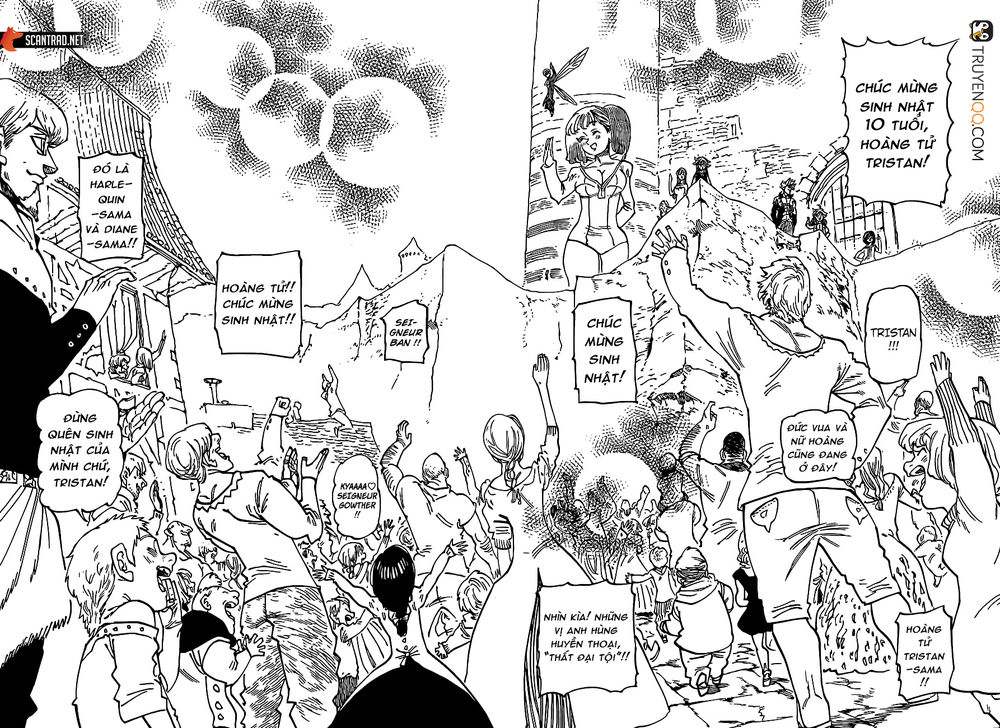 SCANTRAD.NET
TRUYENQQ.COM
CHÚC MỪNG
SINH NHẬT
10 TUỔI,
HOÀNG TỬ
TRISTAN!
ĐÓ LÀ
HARLE-
QUIN
-SAMA
VÀ DIANE
-SAMA!!
HOÀNG TỬ!!
CHÚC MỪNG
SINH NHẬT!!
SEI-
GNEUR
BAN !!
CHÚC
MỪNG
SINH
NHẬT!
TRISTAN
!!!
ĐỪNG
QUÊN SINH
NHẬT CỦA
MÌNH CHỨ,
TRISTAN!
KYAAAA♡
SEIGNEUR
GOWTHER
!!
ĐỨC VUA VÀ
NỮ HOÀNG
CŨNG ĐANG
Ở ĐÂY!
NHÌN KÌA! NHỮNG
VỊ ANH HÙNG
HUYỀN THOẠI,
"THẤT ĐẠI TỘI"!!
HOÀNG
TỬ
TRISTAN
-SAMA
!!